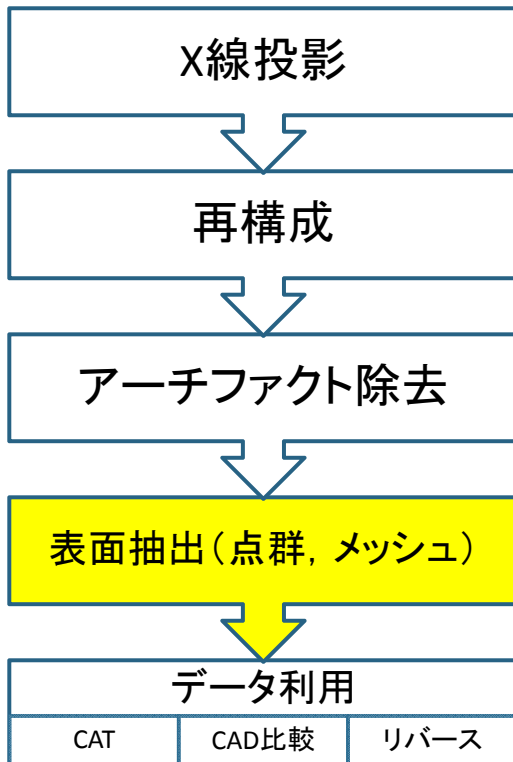 X線投影
再構成
アーチファクト除去
表面抽出（点群, メッシュ）
データ利用
CAT
CAD比較
リバース